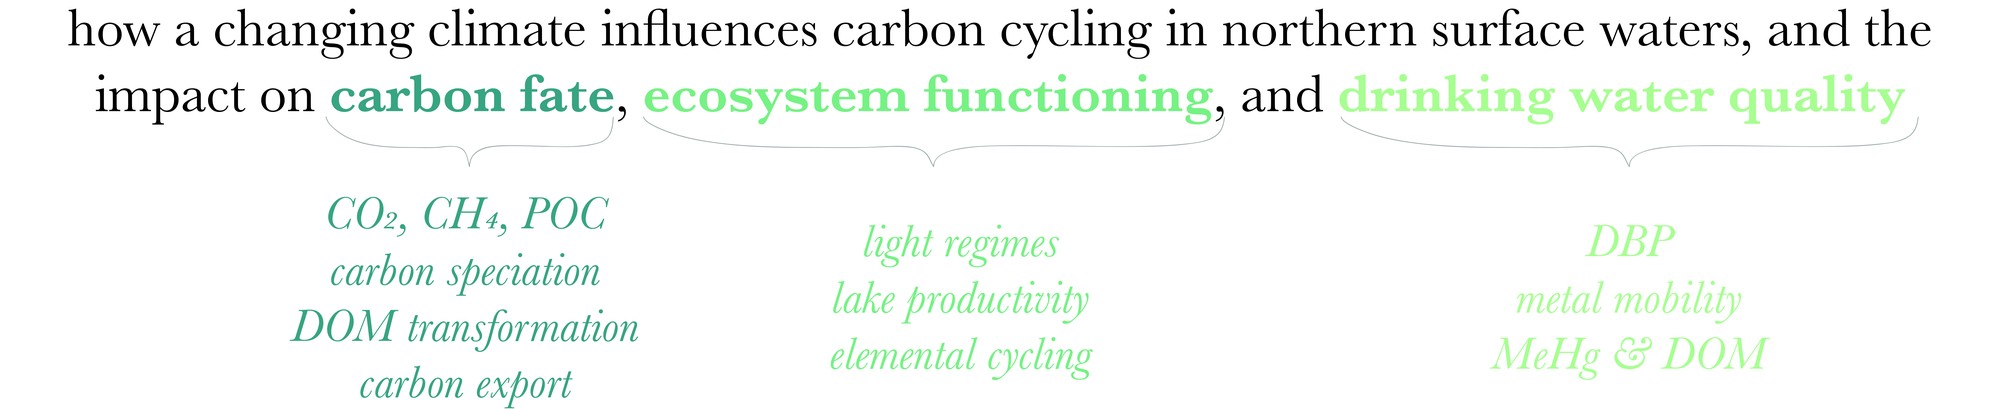 how a changing climate influences carbon cycling in northern surface waters, and the
impact on carbon fate, ecosystem functioning, and drinking water quality
CO₂, CH₄, POC
carbon speciation
DOM transformation
carbon export
light regimes
lake productivity
elemental cycling
DBP
metal mobility
MeHg & DOM